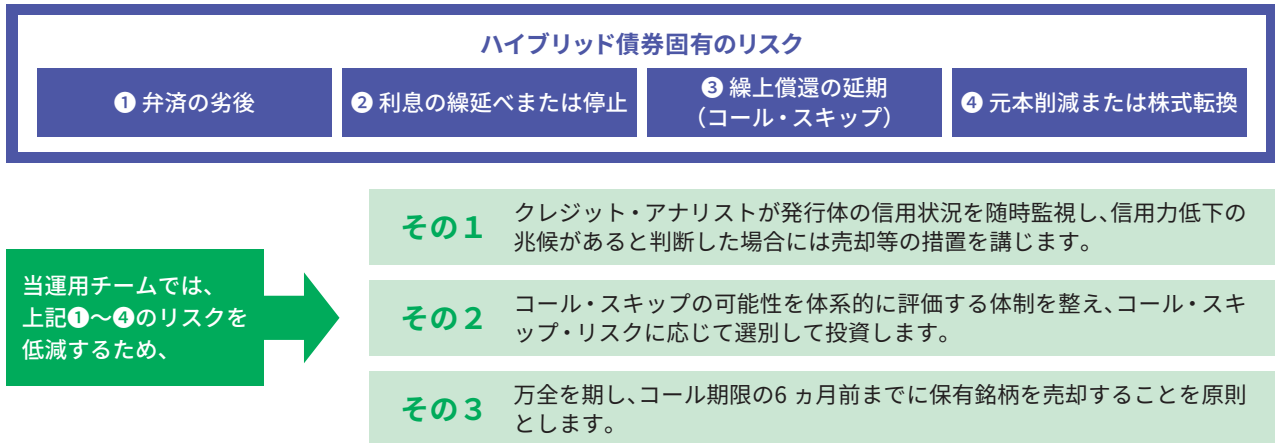 ハイブリッド債券固有のリスク
❶ 弁済の劣後
❷ 利息の繰延べまたは停止
❸ 繰上償還の延期
（コール・スキップ）
❹ 元本削減または株式転換
当運用チームでは、
上記❶～❹のリスクを
低減するため、
その１
クレジット・アナリストが発行体の信用状況を随時監視し、信用力低下の
兆候があると判断した場合には売却等の措置を講じます。
その２
コール・スキップの可能性を体系的に評価する体制を整え、コール・スキ
ップ・リスクに応じて選別して投資します。
その３
万全を期し、コール期限の6 ヵ月前までに保有銘柄を売却することを原則
とします。